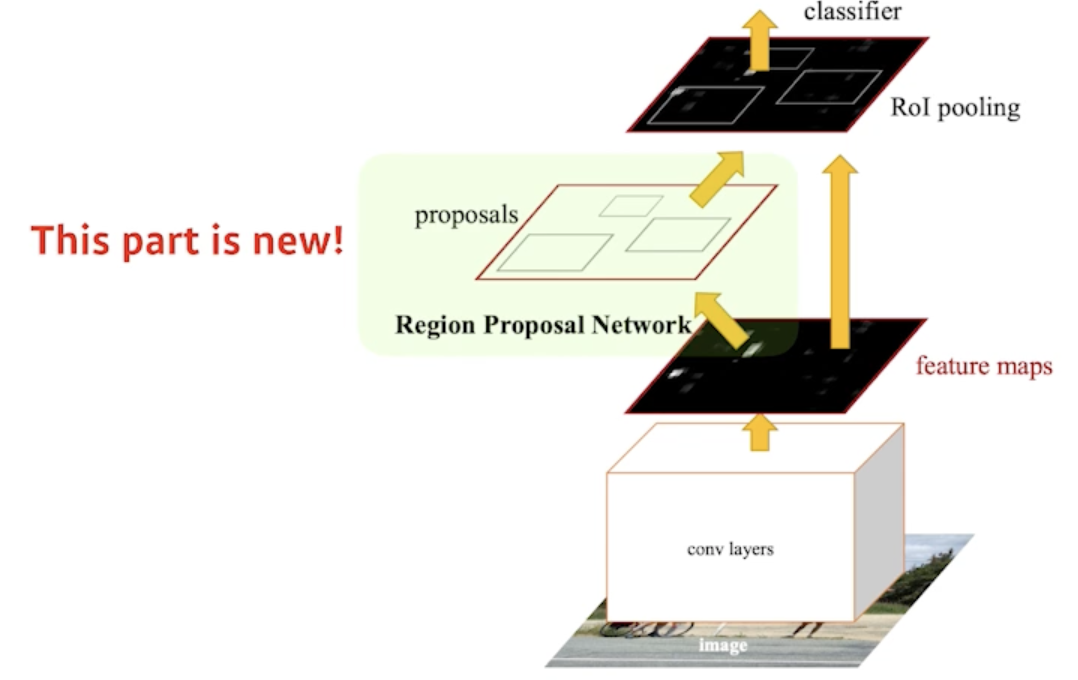 classifier
RoI pooling
proposals
This part is new!
Region Proposal Network
feature maps
conv layers
image